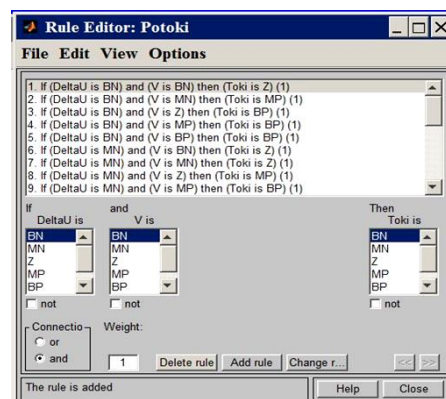 Rule Editor: Potoki
File Edit View Options
1. If (DeltaU is BN) and (V is BN) then (Toki is Z) (1)
2. If (DeltaU is BN) and (V is MN) then (Toki is MP) (1)
3. If (DeltaU is BN) and (V is Z) then (Toki is BP) (1)
4. If (DeltaU is BN) and (V is MP) then (Toki is BP) (1)
5. If (DeltaU is BN) and (V is BP) then (Toki is BP) (1)
6. If (DeltaU is MN) and (V is BN) then (Toki is Z) (1)
7. If (DeltaU is MN) and (V is MN) then (Toki is Z) (1)
8. If (DeltaU is MN) and (V is Z) then (Toki is MP) (1)
9. If (DeltaU is MN) and (V is MP) then (Toki is BP) (1)
If and Then
DeltaU is V is Toki is
BN BN BN
MN MN MN
Z Z Z
MP MP MP
BP BP BP
not not not
Connectio Weight:
or
and 1 Delete rule Add rule Change r... << >>
The rule is added Help Close